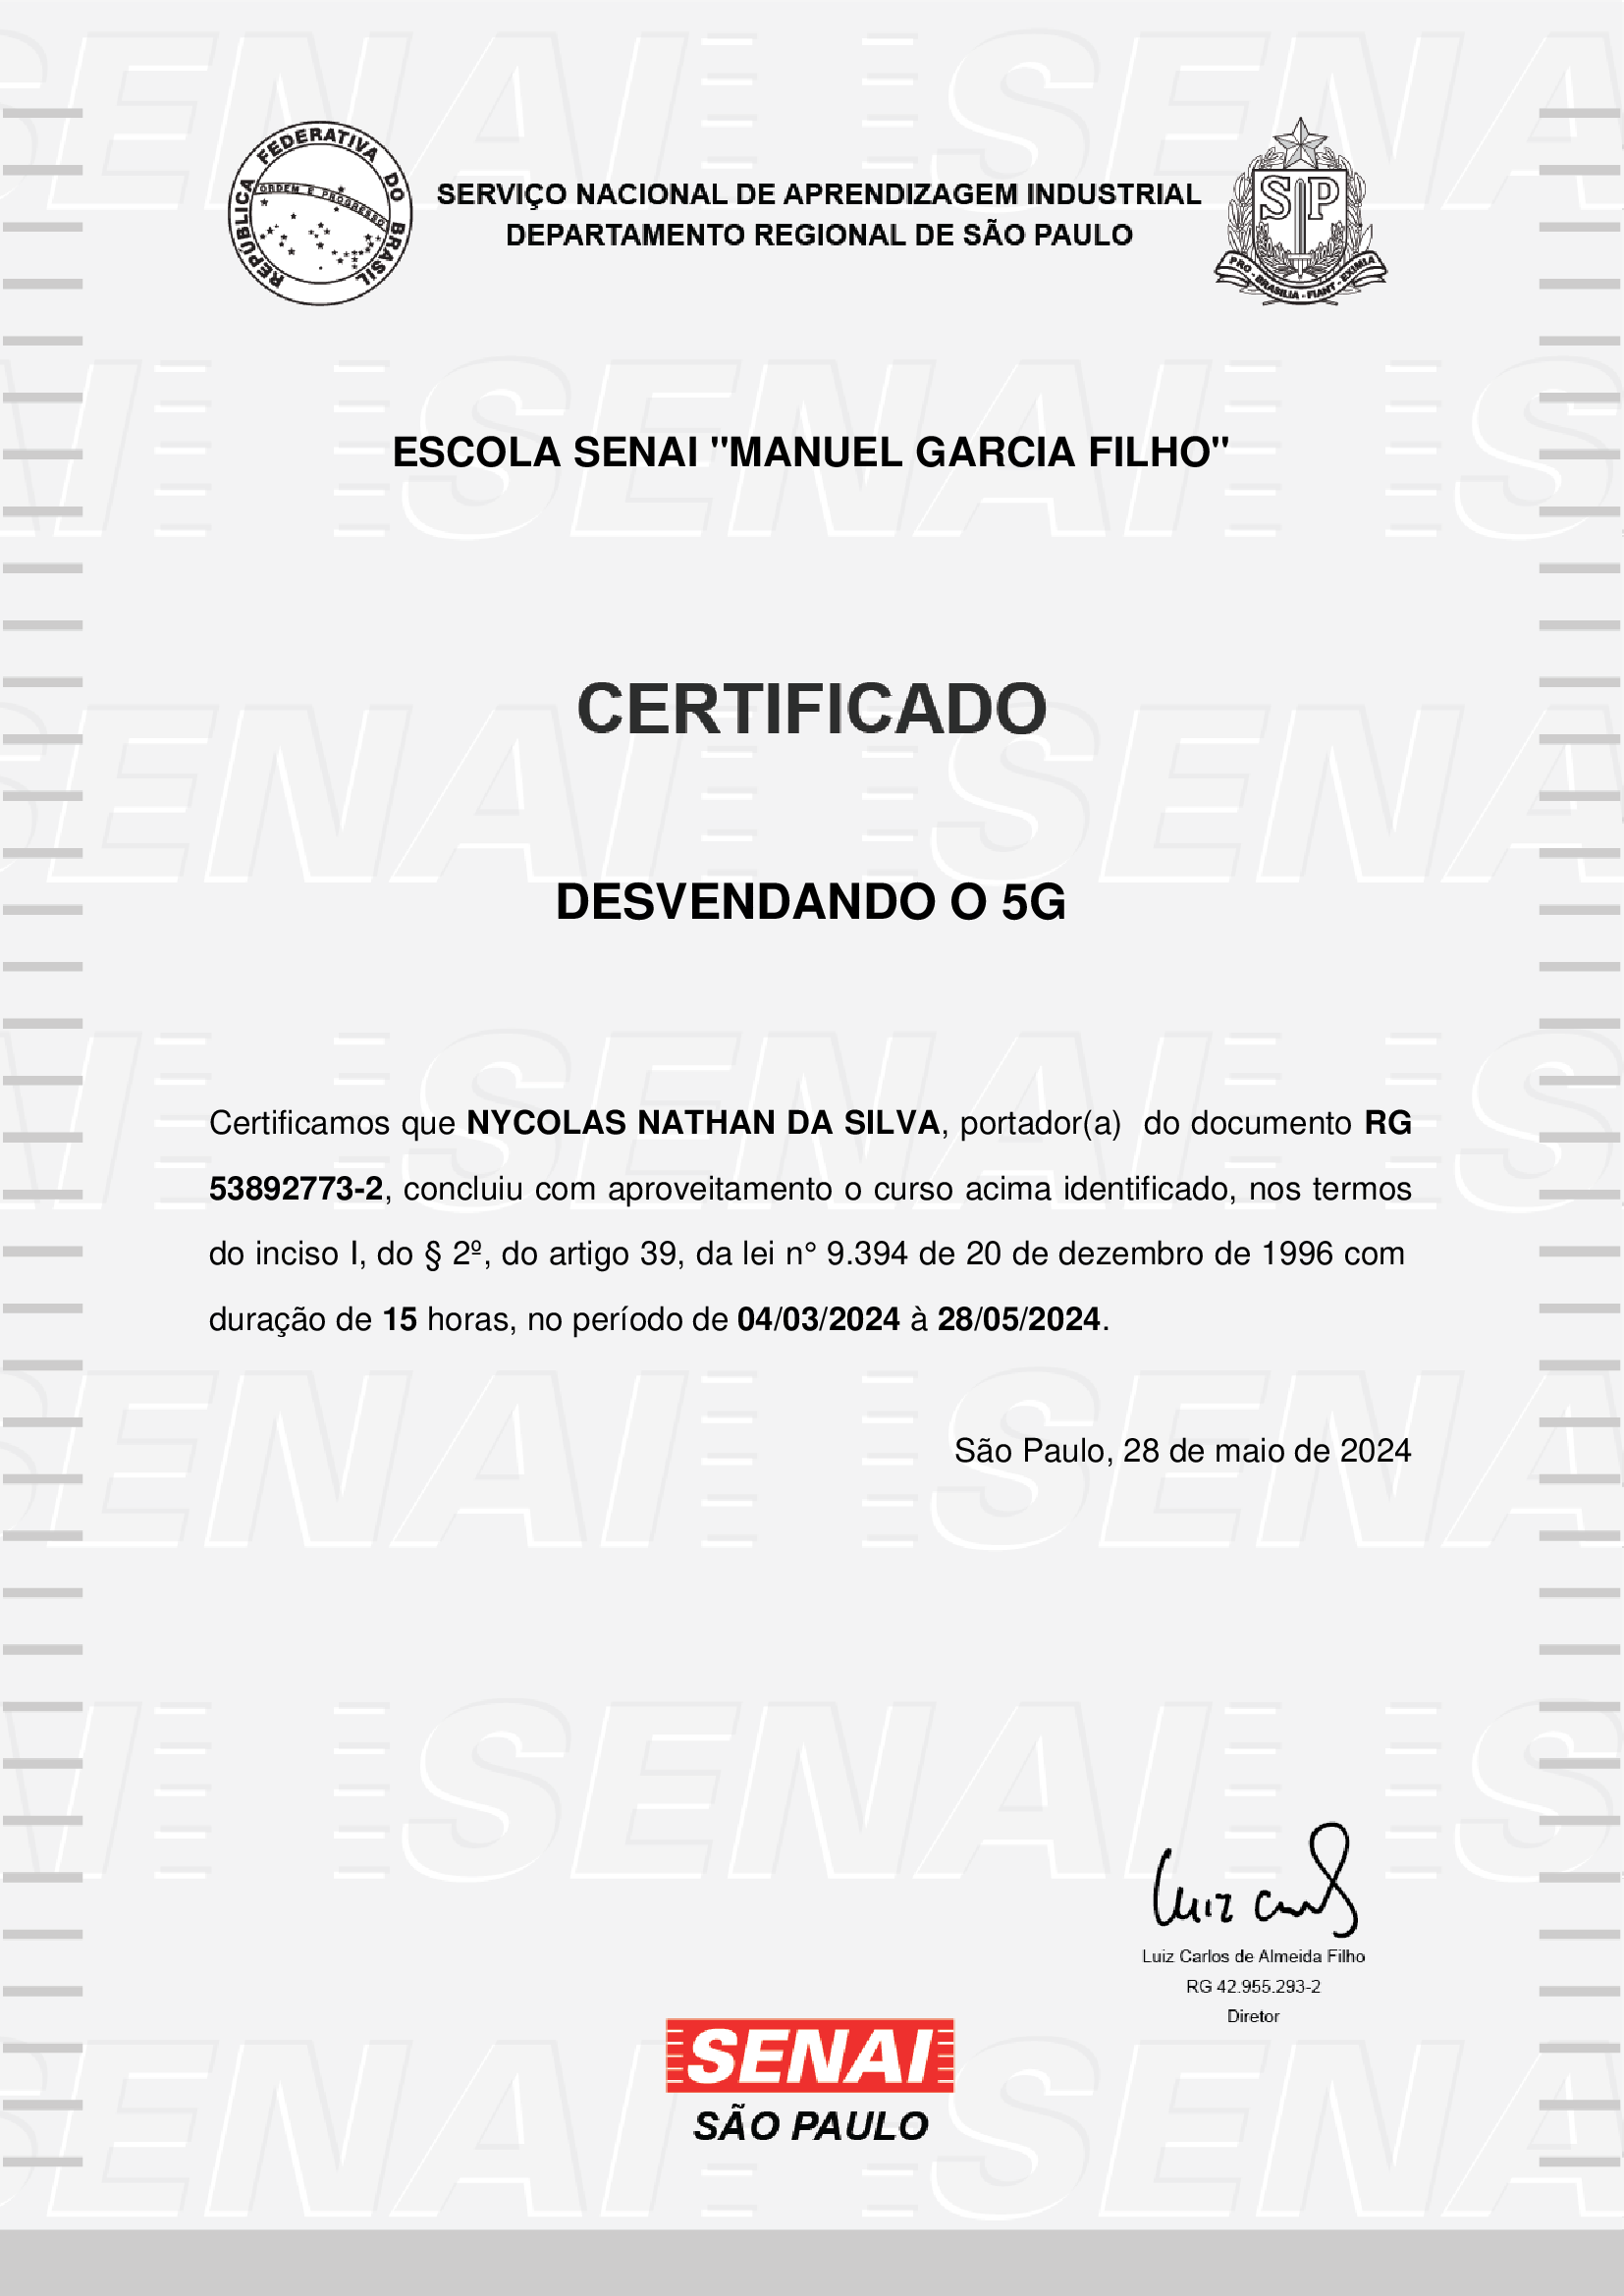 REPÚBLICA FEDERATIVA DO BRASIL
ORDEM E PROGRESSO
SERVIÇO NACIONAL DE APRENDIZAGEM INDUSTRIAL
DEPARTAMENTO REGIONAL DE SÃO PAULO
SP
PRO - BRASILIA - FIANT - EXIMIA
ESCOLA SENAI "MANUEL GARCIA FILHO"
CERTIFICADO
DESVENDANDO O 5G
Certificamos que NYCOLAS NATHAN DA SILVA, portador(a) do documento RG
53892773-2, concluiu com aproveitamento o curso acima identificado, nos termos
do inciso I, do § 2º, do artigo 39, da lei n° 9.394 de 20 de dezembro de 1996 com
duração de 15 horas, no período de 04/03/2024 à 28/05/2024.
São Paulo, 28 de maio de 2024
Luiz Carlos de Almeida Filho
RG 42.955.293-2
Diretor
SENAI
SÃO PAULO